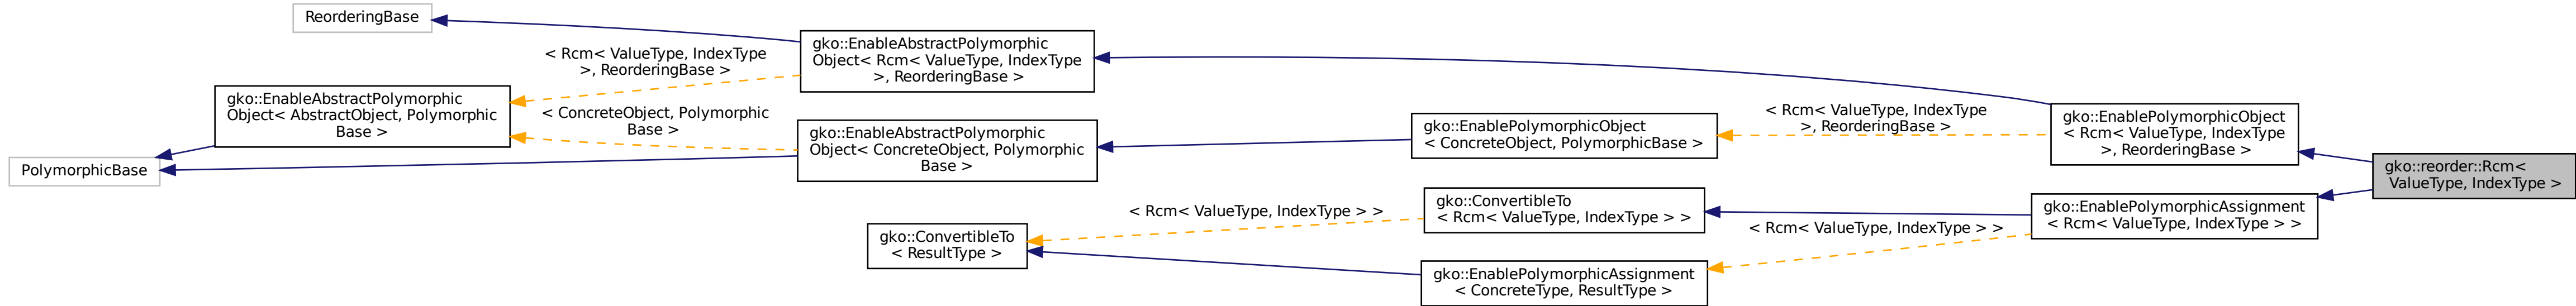 ReorderingBase
gko::EnableAbstractPolymorphic
Object< Rcm< ValueType, IndexType
>, ReorderingBase >
< Rcm< ValueType, IndexType
>, ReorderingBase >
gko::EnableAbstractPolymorphic
Object< AbstractObject, Polymorphic
Base >
< ConcreteObject, Polymorphic
Base >
PolymorphicBase
gko::EnableAbstractPolymorphic
Object< ConcreteObject, Polymorphic
Base >
gko::EnablePolymorphicObject
< ConcreteObject, PolymorphicBase >
< Rcm< ValueType, IndexType
>, ReorderingBase >
gko::EnablePolymorphicObject
< Rcm< ValueType, IndexType
>, ReorderingBase >
gko::reorder::Rcm<
ValueType, IndexType >
gko::ConvertibleTo
< ResultType >
< Rcm< ValueType, IndexType > >
gko::ConvertibleTo
< Rcm< ValueType, IndexType > >
< Rcm< ValueType, IndexType > >
gko::EnablePolymorphicAssignment
< Rcm< ValueType, IndexType > >
gko::EnablePolymorphicAssignment
< ConcreteType, ResultType >